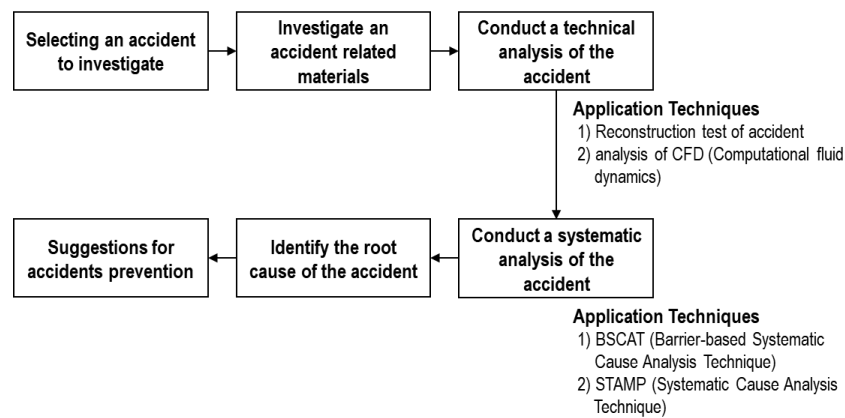 Selecting an accident
to investigate
Investigate an
accident related
materials
Conduct a technical
analysis of the
accident
Application Techniques
1) Reconstruction test of accident
2) analysis of CFD (Computational fluid
dynamics)
Suggestions for
accidents prevention
Identify the root
cause of the accident
Conduct a systematic
analysis of the
accident
Application Techniques
1) BSCAT (Barrier-based Systematic
Cause Analysis Technique)
2) STAMP (Systematic Cause Analysis
Technique)